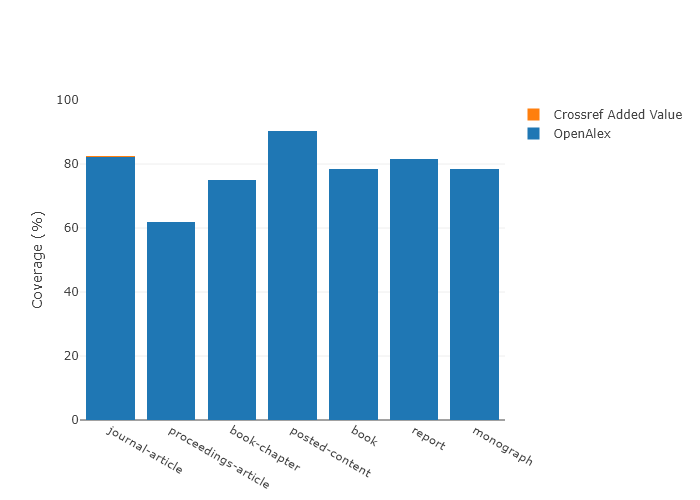 100
80
60
40
20
0
Coverage (%)
journal-article
proceedings-article
book-chapter
posted-content
book
report
monograph
Crossref Added Value
OpenAlex